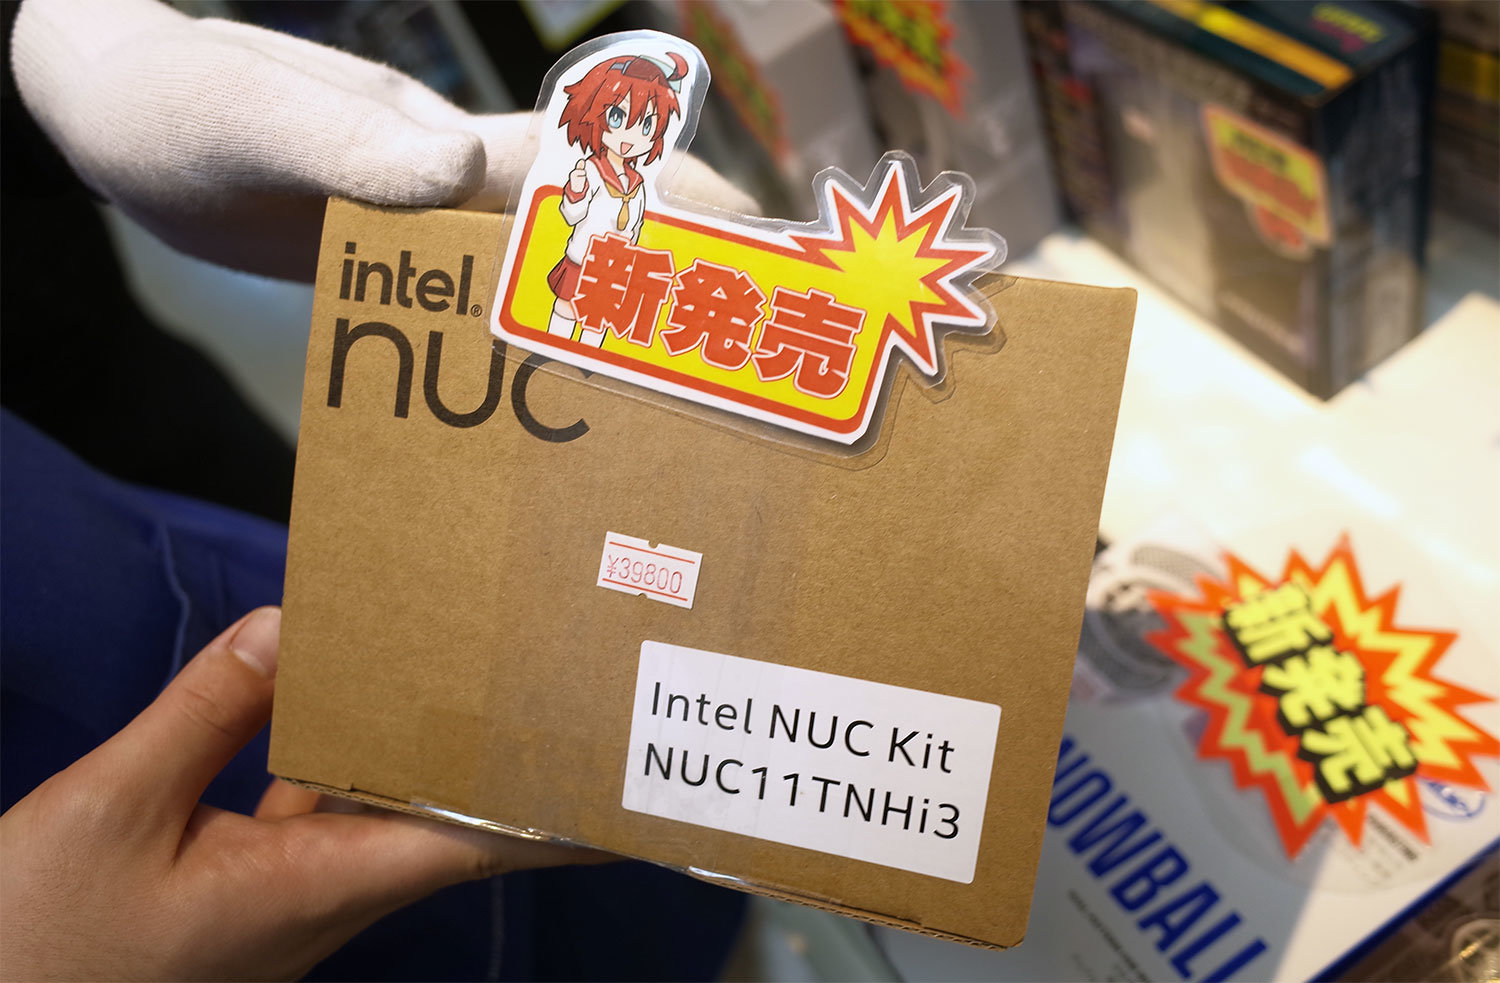 intel®
nuc
新発売
¥39800
Intel NUC Kit
NUC11TNHi3
新発売
NOWBALL